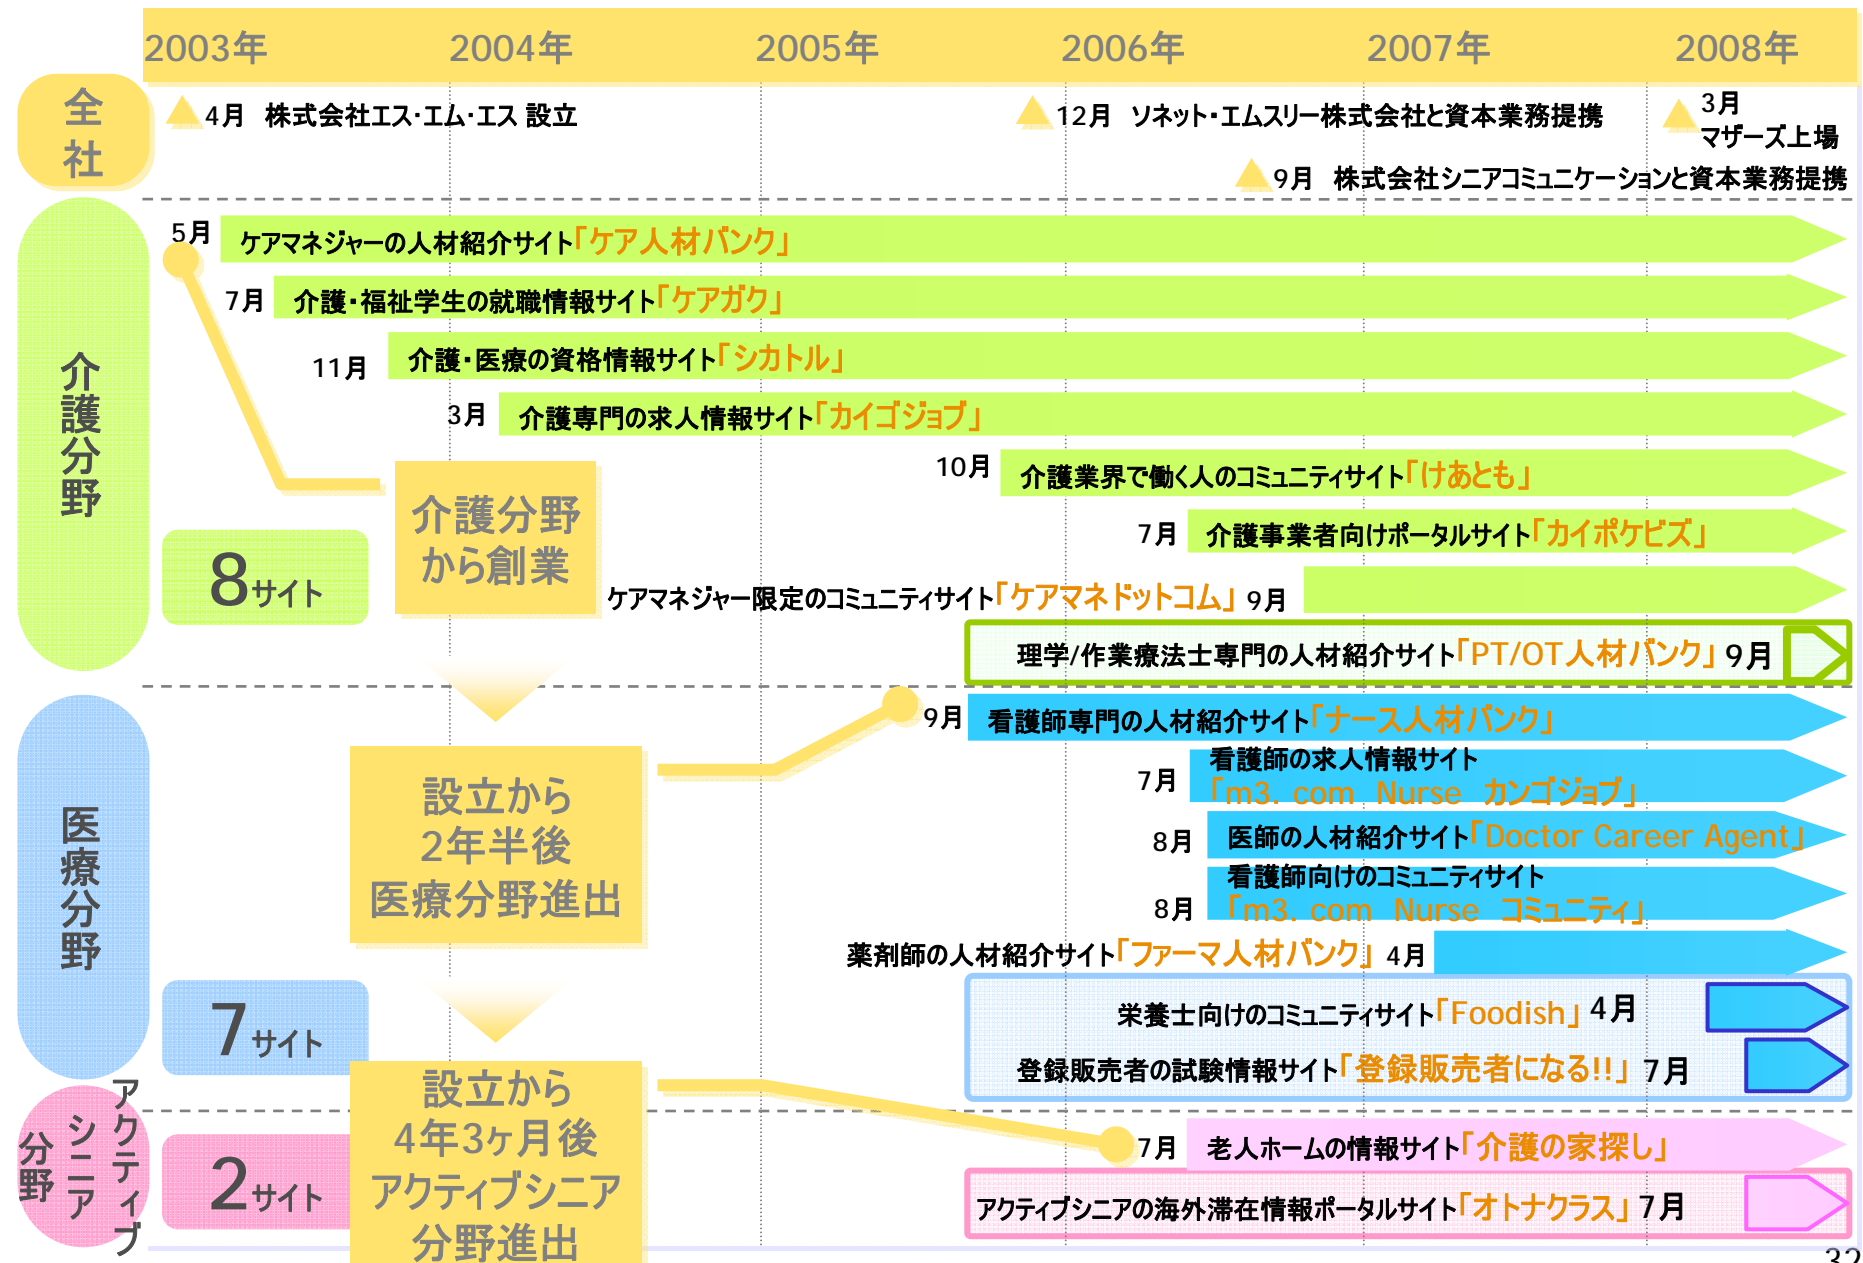 2003年 2004年 2005年 2006年 2007年 2008年
全社
4月 株式会社エス・エム・エス 設立
12月 ソネット・エムスリー株式会社と資本業務提携
3月
マザーズ上場
9月 株式会社シニアコミュニケーションと資本業務提携
介護分野
5月 ケアマネジャーの人材紹介サイト「ケア人材バンク」
7月 介護・福祉学生の就職情報サイト「ケアガク」
11月 介護・医療の資格情報サイト「シカトル」
3月 介護専門の求人情報サイト「カイゴジョブ」
10月 介護業界で働く人のコミュニティサイト「けあとも」
7月 介護事業者向けポータルサイト「カイポケビズ」
ケアマネジャー限定のコミュニティサイト「ケアマネドットコム」 9月
理学/作業療法士専門の人材紹介サイト「PT/OT人材バンク」 9月
介護分野
から創業
8サイト
医療分野
9月 看護師専門の人材紹介サイト「ナース人材バンク」
7月 看護師の求人情報サイト
「m3. com Nurse カンゴジョブ」
8月 医師の人材紹介サイト「Doctor Career Agent」
8月 看護師向けのコミュニティサイト
「m3. com Nurse コミュニティ」
薬剤師の人材紹介サイト「ファーマ人材バンク」 4月
栄養士向けのコミュニティサイト「Foodish」 4月
登録販売者の試験情報サイト「登録販売者になる!!」 7月
設立から
2年半後
医療分野進出
7サイト
アクティブ
シニア
分野
7月 老人ホームの情報サイト「介護の家探し」
アクティブシニアの海外滞在情報ポータルサイト「オトナクラス」 7月
設立から
4年3ヶ月後
アクティブシニア
分野進出
2サイト
32